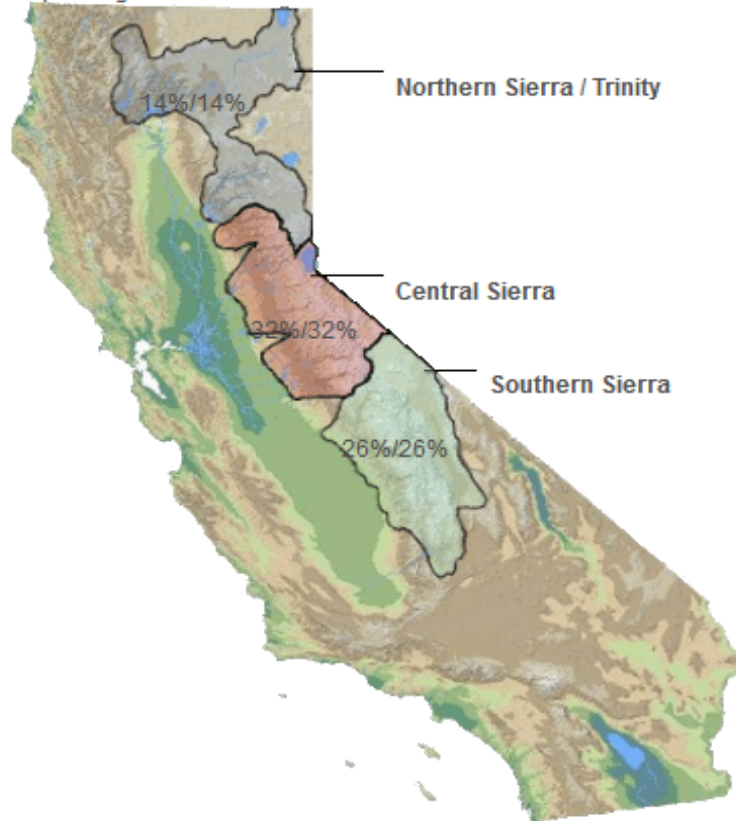 Northern Sierra / Trinity
14%/14%
Central Sierra
32%/32%
Southern Sierra
26%/26%